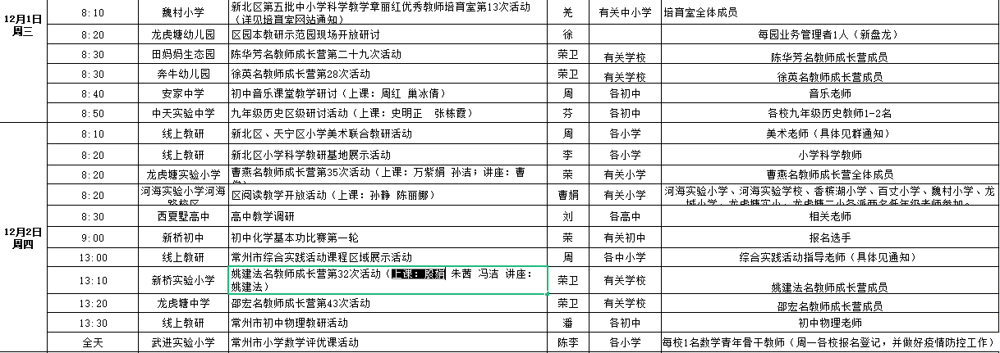 12月1日
周三
8:10 魏村小学 新北区第五批中小科学教学章丽红优秀教师培育室第13次活动 羌 有关中小学 培育室全体成员
（详见培育室网站通知）
8:20 龙虎塘幼儿园 区园本教研示范园现场开放研讨 徐 每园业务管理者1人（新盘龙）
8:30 田妈妈生态园 陈华芳名教师成长营第二十九次活动 荣卫 有关学校 陈华芳名教师成长营成员
8:30 奔牛幼儿园 徐英名教师成长营第28次活动 荣卫 有关学校 徐英名教师成长营成员
8:40 安家中学 初中音乐课堂教学研讨（上课：周红 巢冰倩） 周 各初中 音乐老师
8:50 中天实验中学 九年级历史区级研讨活动（上课：史明正 张栋霞） 芬 各初中 各校九年级历史教师1-2名
12月2日
周四
8:10 线上教研 新北区、天宁区小学美术联合教研活动 周 各小学 美术老师（具体见群通知）
8:20 线上教研 新北区小学科学教研基地展示活动 李 各小学 小学科学教师
8:20 龙虎塘实验小学 曹燕名教师成长营第35次活动（上课：万紫娟 孙洁；讲座：曹 荣 有关小学 曹燕名教师成长营全体成员
8:20 河海实验小学河海 区阅读教学开放活动（上课：孙静 陈丽娜） 曹娟 有关小学 河海实验小学、河海实验学校、香槟湖小学、百丈小学、魏村小学、龙
路校区 城小学、龙虎塘实小、龙虎塘二小各派两名低年级老师参加。
8:30 西夏墅高中 高中教学调研 刘 各高中 相关老师
9:00 新桥初中 初中化学基本功比赛第一轮 荣 有关初中 报名选手
13:00 线上教研 常州市综合实践活动课程区域展示活动 周 各中小学 综合实践活动指导老师（具体见通知）
13:10 新桥实验小学 姚建法名教师成长营第32次活动（上课：殷娟 朱茜 冯洁 讲座： 荣卫 有关学校 姚建法名教师成长营成员
姚建法）
13:20 龙虎塘中学 邵宏名教师成长营第43次活动 荣卫 有关学校 邵宏名教师成长营成员
13:30 线上教研 常州市初中物理教研活动 潘 各初中 初中物理老师
全天 武进实验小学 常州市小学数学评优课活动 陈李 各小学 每校1名数学青年骨干教师（周一各校报名登记，并做好疫情防控工作）